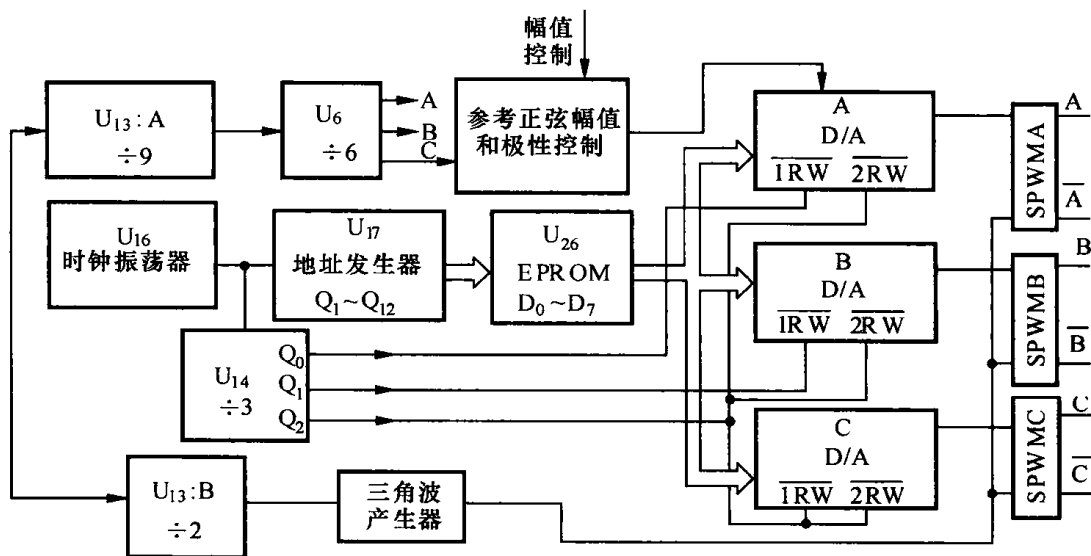 幅值
控制
U13:A
÷9
U6
÷6
A
B
C
参考正弦幅值
和极性控制
A
D/A
1RW 2RW
SPWMA
A
A
U16
时钟振荡器
U17
地址发生器
Q1~Q12
U26
EPROM
D0~D7
B
D/A
1RW 2RW
SPWMB
B
B
U14
÷3
Q0
Q1
Q2
C
D/A
1RW 2RW
SPWMC
C
C
U13:B
÷2
三角波
产生器